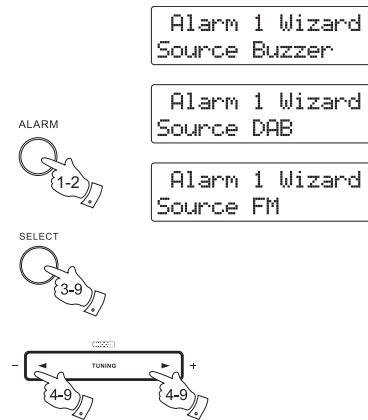 Alarm 1 Wizard
Source Buzzer
Alarm 1 Wizard
Source DAB
Alarm 1 Wizard
Source FM
ALARM
1-2
SELECT
3-9
- ◄ TUNING ► +
4-9 4-9